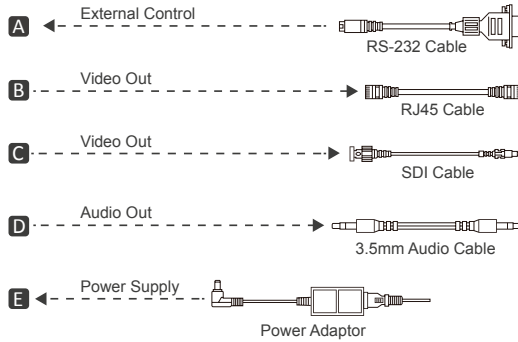 A External Control
RS-232 Cable
B Video Out
RJ45 Cable
C Video Out
SDI Cable
D Audio Out
3.5mm Audio Cable
E Power Supply
Power Adaptor